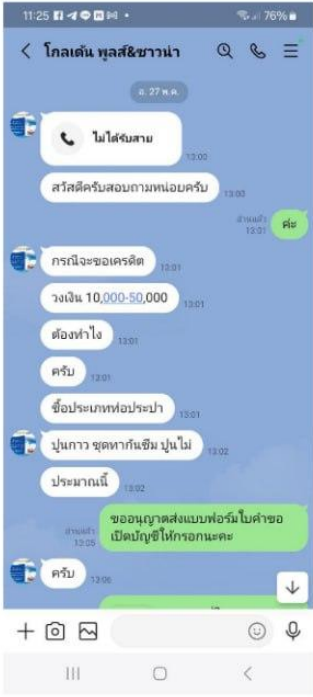 11:25
76%
โกลเด้น พูลส์&ซาวน่า
อ. 27 พ.ค.
ไม่ได้รับสาย
13:00
สวัสดีครับสอบถามหน่อยครับ
13:00
อ่านแล้ว
13:01
ค่ะ
กรณีจะขอเครดิต
13:01
วงเงิน 10,000-50,000
13:01
ต้องทำไง
13:01
ครับ
13:01
ซื้อประเภทท่อประปา
13:01
ปูนกาว ชุดทากันซึม ปูนไม่
13:02
ประมาณนี้
13:02
ขออนุญาตส่งแบบฟอร์มใบคำขอ
เปิดบัญชีให้กรอกนะคะ
อ่านแล้ว
13:05
ครับ
13:06